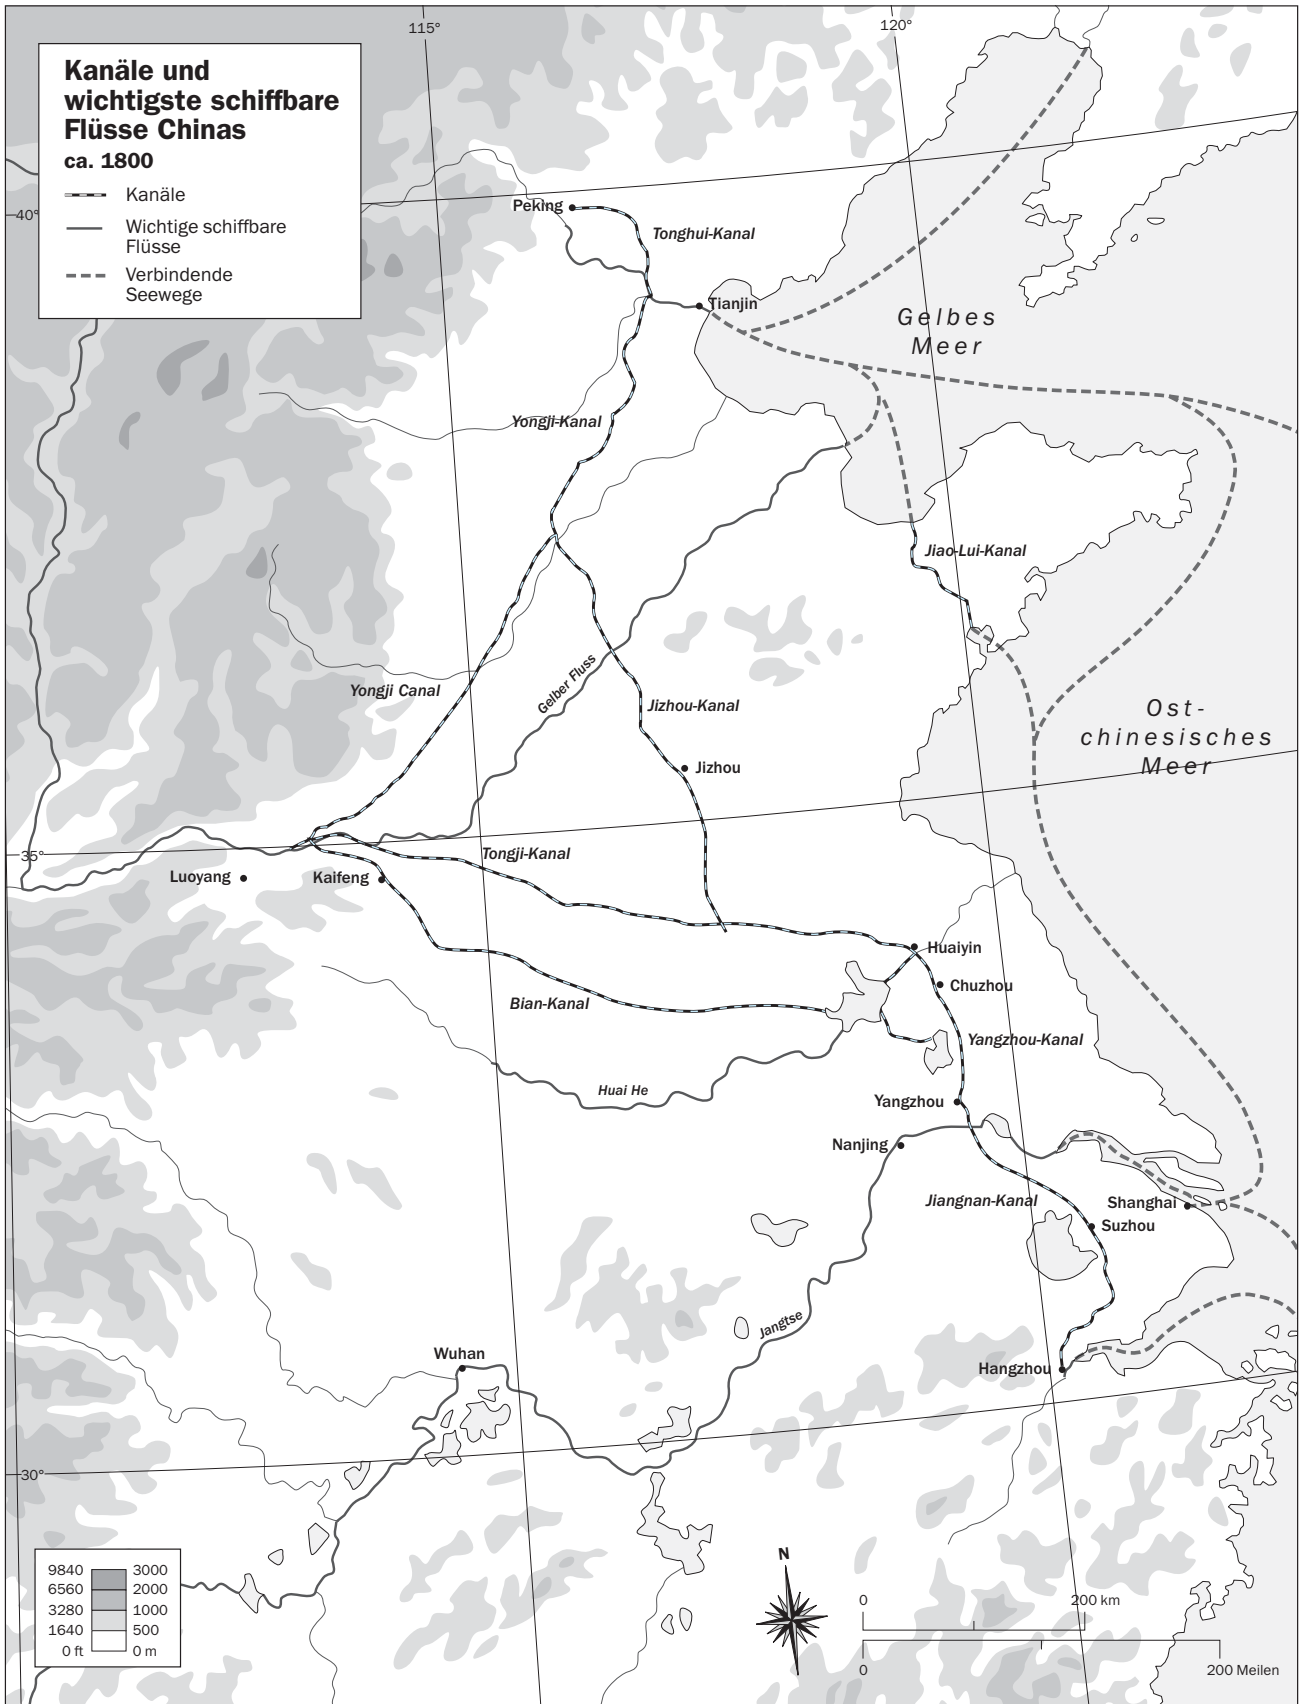 115°
120°
Kanäle und
wichtigste schiffbare
Flüsse Chinas
ca. 1800
Kanäle
Wichtige schiffbare
Flüsse
Verbindende
Seewege
40°
Peking
Tonghui-Kanal
Tianjin
Gelbes
Meer
Yongji-Kanal
Jiao-Lui-Kanal
Gelber Fluss
Yongji Canal
Jizhou-Kanal
Ost-
chinesisches
Meer
Jizhou
35°
Tongji-Kanal
Luoyang
Kaifeng
Huaiyin
Chuzhou
Bian-Kanal
Yangzhou-Kanal
Huai He
Yangzhou
Nanjing
Jiangnan-Kanal
Shanghai
Suzhou
Jangtse
Wuhan
Hangzhou
30°
9840 3000
6560 2000
3280 1000
1640 500
0 ft 0 m
N
0 200 km
0 200 Meilen